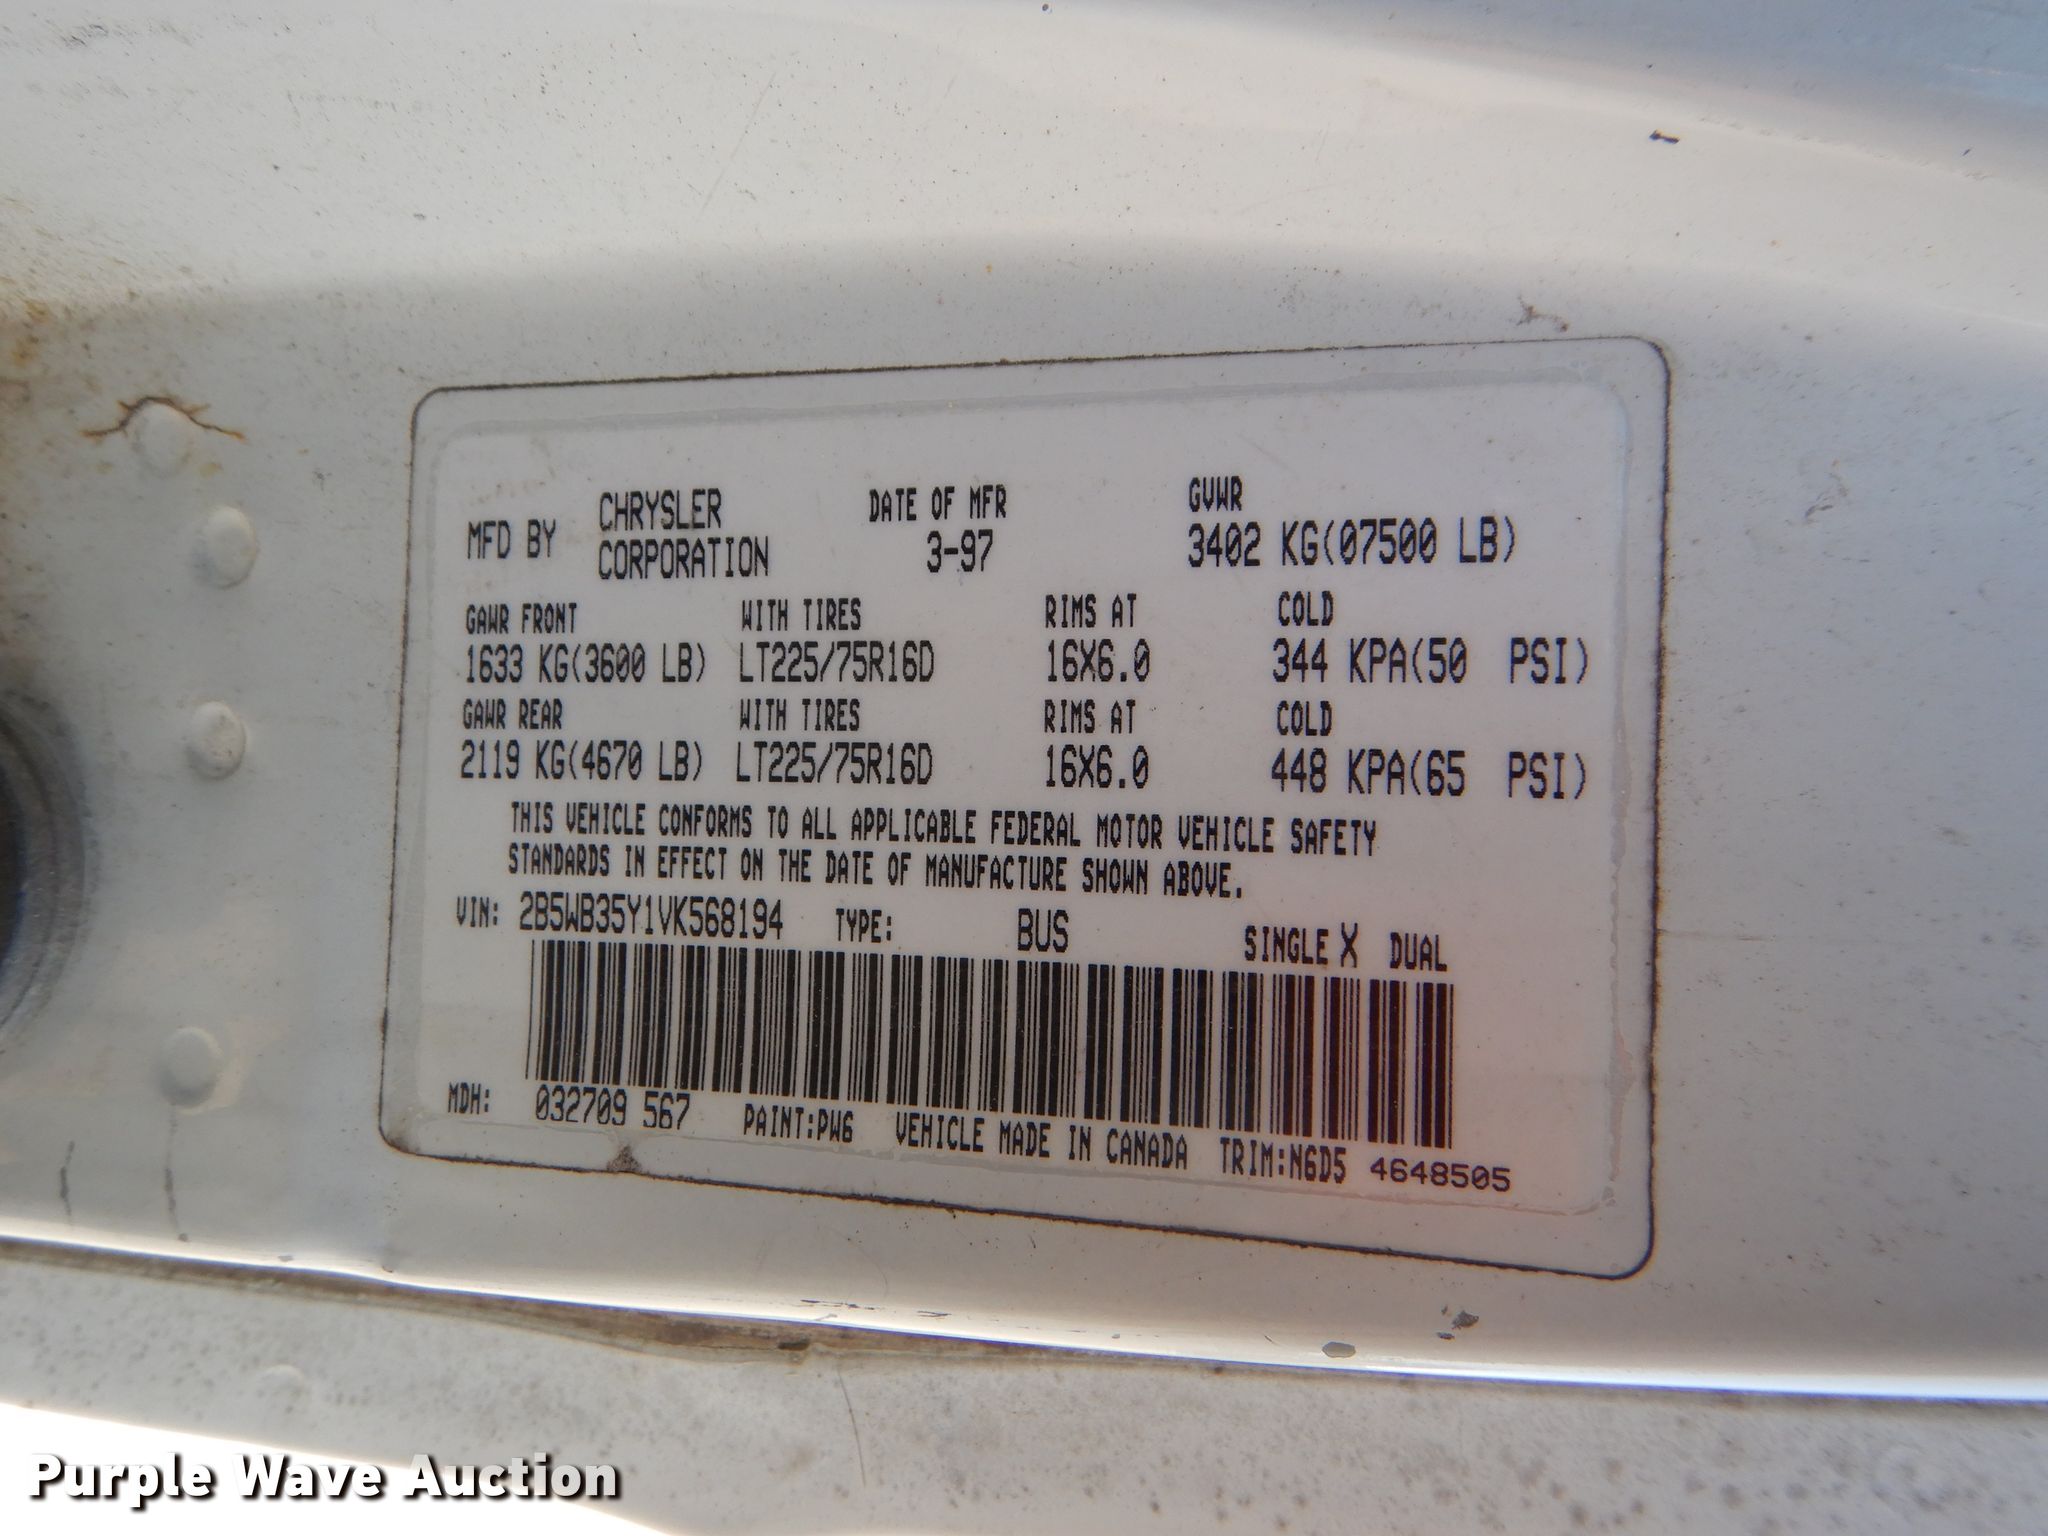 MFD BY CHRYSLER CORPORATION DATE OF MFR 3-97 GVWR 3402 KG(07500 LB)
GAWR FRONT WITH TIRES RIMS AT COLD
1633 KG(3600 LB) LT225/75R16D 16X6.0 344 KPA(50 PSI)
GAWR REAR WITH TIRES RIMS AT COLD
2119 KG(4670 LB) LT225/75R16D 16X6.0 448 KPA(65 PSI)
THIS VEHICLE CONFORMS TO ALL APPLICABLE FEDERAL MOTOR VEHICLE SAFETY
STANDARDS IN EFFECT ON THE DATE OF MANUFACTURE SHOWN ABOVE.
VIN: 2B5WB35Y1VK568194 TYPE: BUS SINGLE X DUAL
MDH: 032709 567 PAINT:PW6 VEHICLE MADE IN CANADA TRIM:N6D5 4648505
Purple Wave Auction